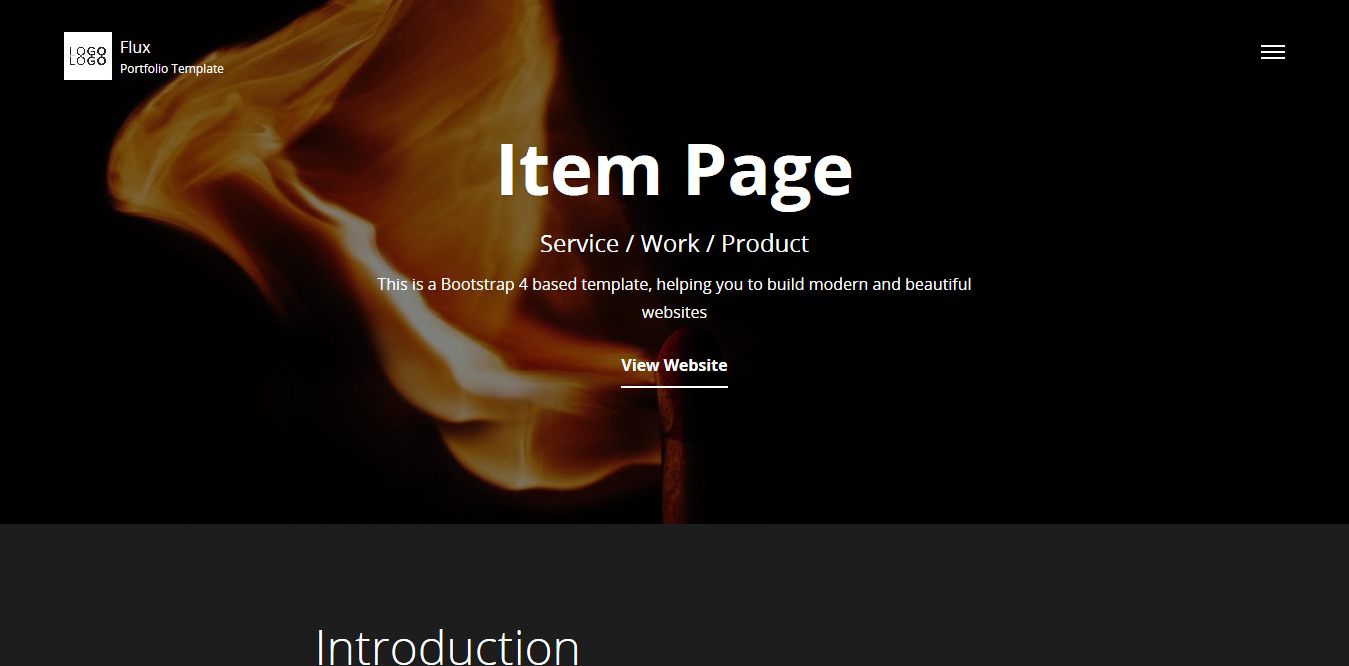 LOGO
LOGO
Flux
Portfolio Template
Item Page
Service / Work / Product
This is a Bootstrap 4 based template, helping you to build modern and beautiful
websites
View Website
Introduction